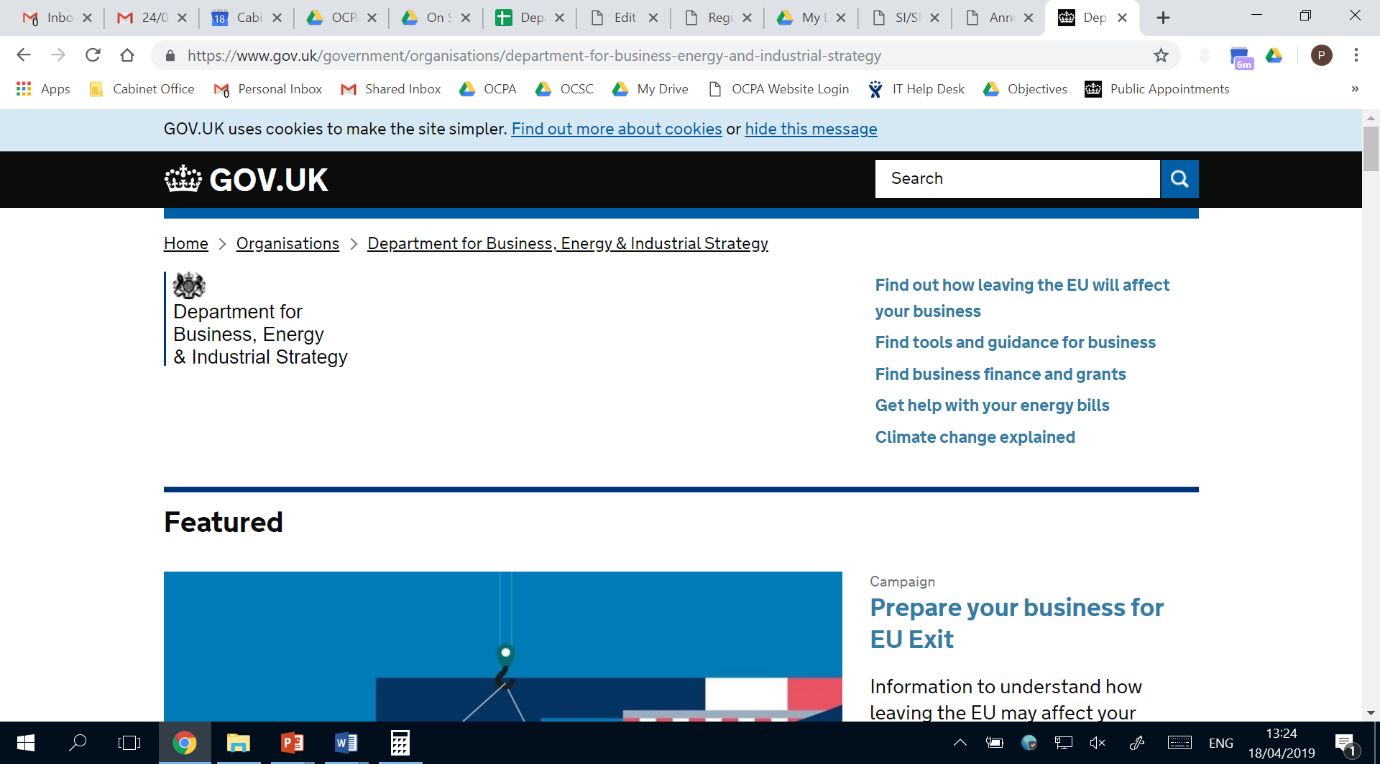 Inbo
24/0
18
Cabi
OCP
On S
Dep
Edit
Reg
My
SI/S
Ann
Dep
https://www.gov.uk/government/organisations/department-for-business-energy-and-industrial-strategy
6m
P
Apps
Cabinet Office
Personal Inbox
Shared Inbox
OCPA
OCSC
My Drive
OCPA Website Login
IT Help Desk
Objectives
Public Appointments
»
GOV.UK uses cookies to make the site simpler. Find out more about cookies or hide this message
GOV.UK
Search
Home > Organisations > Department for Business, Energy & Industrial Strategy
Department for
Business, Energy
& Industrial Strategy
Find out how leaving the EU will affect
your business
Find tools and guidance for business
Find business finance and grants
Get help with your energy bills
Climate change explained
Featured
Campaign
Prepare your business for
EU Exit
Information to understand how
leaving the EU may affect your
ENG
13:24
18/04/2019
1